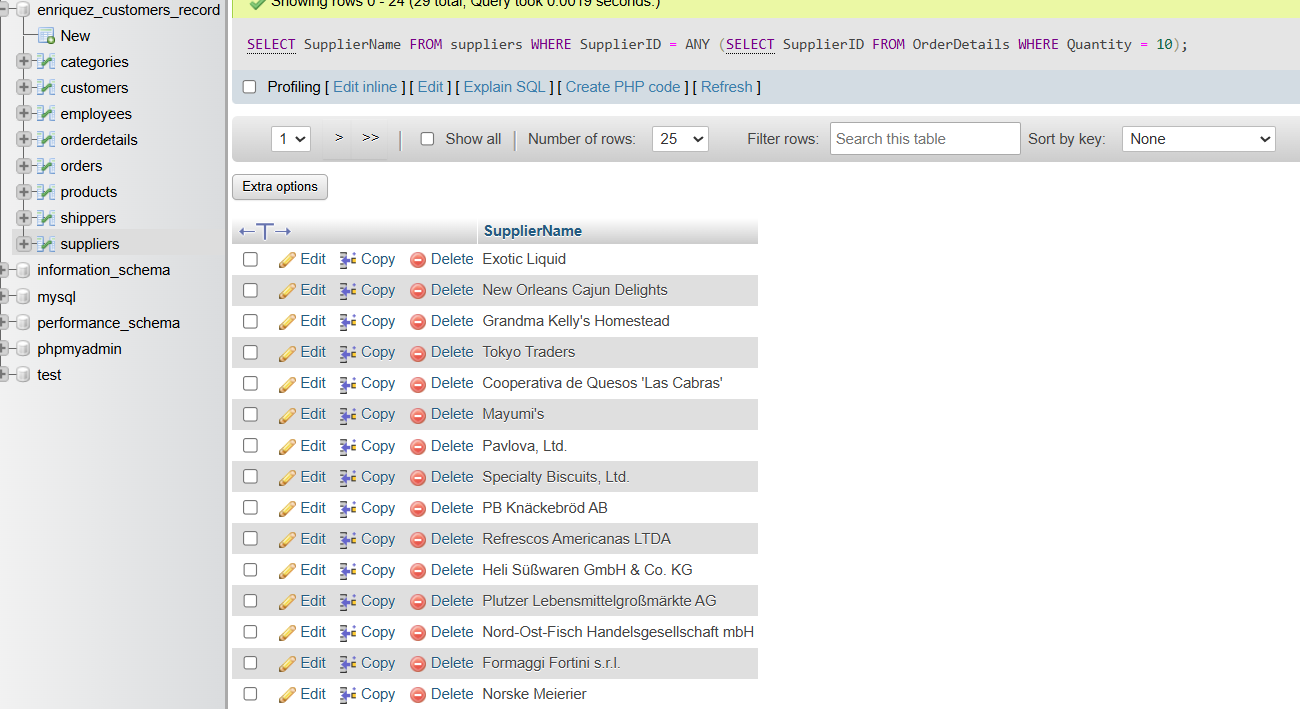 enriquez_customers_record
New
categories
customers
employees
orderdetails
orders
products
shippers
suppliers
information_schema
mysql
performance_schema
phpmyadmin
test
Showing rows 0 - 24 (29 total, Query took 0.0019 seconds.)
SELECT SupplierName FROM suppliers WHERE SupplierID = ANY (SELECT SupplierID FROM OrderDetails WHERE Quantity = 10);
Profiling [ Edit inline ] [ Edit ] [ Explain SQL ] [ Create PHP code ] [ Refresh ]
1 > >> | Show all | Number of rows: 25 Filter rows: Search this table Sort by key: None
Extra options
←T→ SupplierName
Edit Copy Delete Exotic Liquid
Edit Copy Delete New Orleans Cajun Delights
Edit Copy Delete Grandma Kelly's Homestead
Edit Copy Delete Tokyo Traders
Edit Copy Delete Cooperativa de Quesos 'Las Cabras'
Edit Copy Delete Mayumi's
Edit Copy Delete Pavlova, Ltd.
Edit Copy Delete Specialty Biscuits, Ltd.
Edit Copy Delete PB Knäckebröd AB
Edit Copy Delete Refrescos Americanas LTDA
Edit Copy Delete Heli Süßwaren GmbH & Co. KG
Edit Copy Delete Plutzer Lebensmittelgroßmärkte AG
Edit Copy Delete Nord-Ost-Fisch Handelsgesellschaft mbH
Edit Copy Delete Formaggi Fortini s.r.l.
Edit Copy Delete Norske Meierier